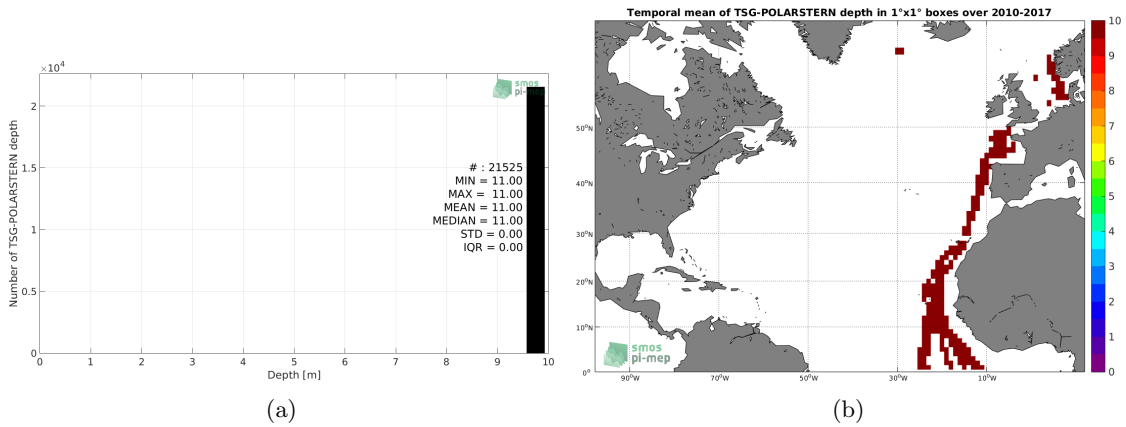 ×10⁴
2
1.5
1
0.5
0
Number of TSG-POLARSTERN depth
smos
pi-mep
# : 21525
MIN = 11.00
MAX = 11.00
MEAN = 11.00
MEDIAN = 11.00
STD = 0.00
IQR = 0.00
0 1 2 3 4 5 6 7 8 9 10
Depth [m]
(a)
Temporal mean of TSG-POLARSTERN depth in 1°x1° boxes over 2010-2017
50°N
40°N
30°N
20°N
10°N
0°
90°W 70°W 50°W 30°W 10°W
smos
pi-mep
10
9
8
7
6
5
4
3
2
1
0
(b)